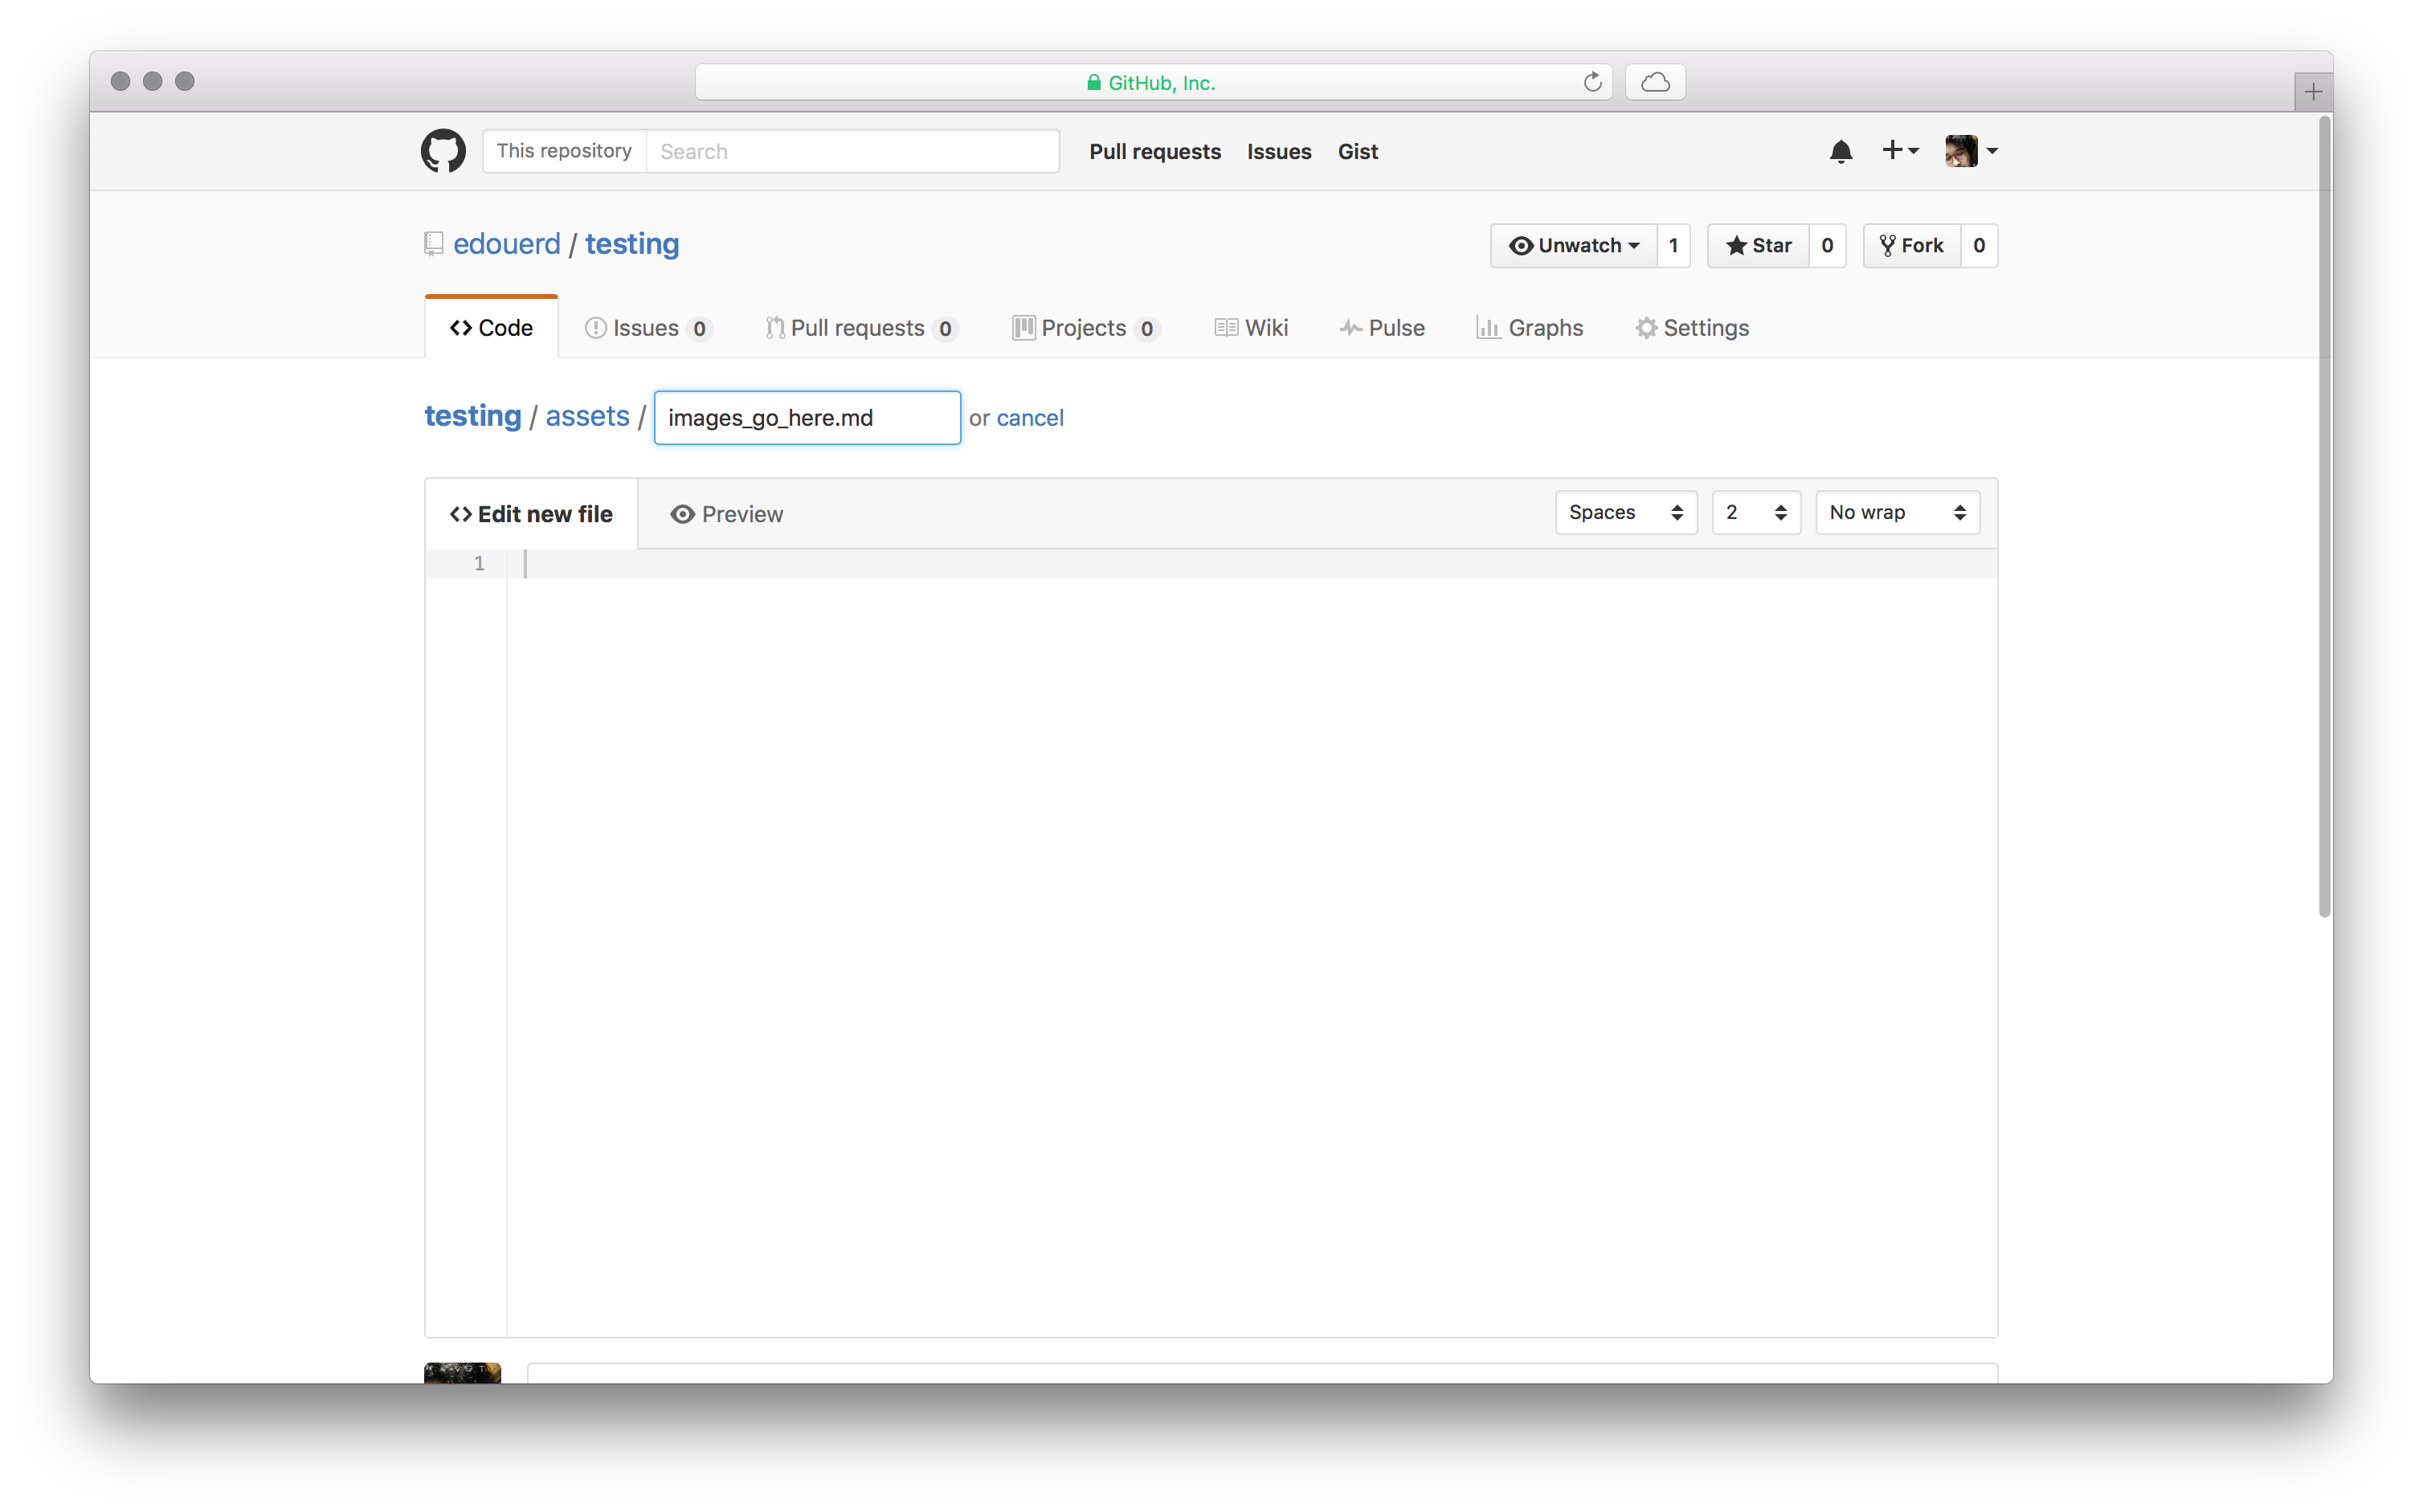 GitHub, Inc.
This repository Search Pull requests Issues Gist
edouerd / testing Unwatch 1 Star 0 Fork 0
Code Issues 0 Pull requests 0 Projects 0 Wiki Pulse Graphs Settings
testing / assets / images_go_here.md or cancel
Edit new file Preview Spaces 2 No wrap
1